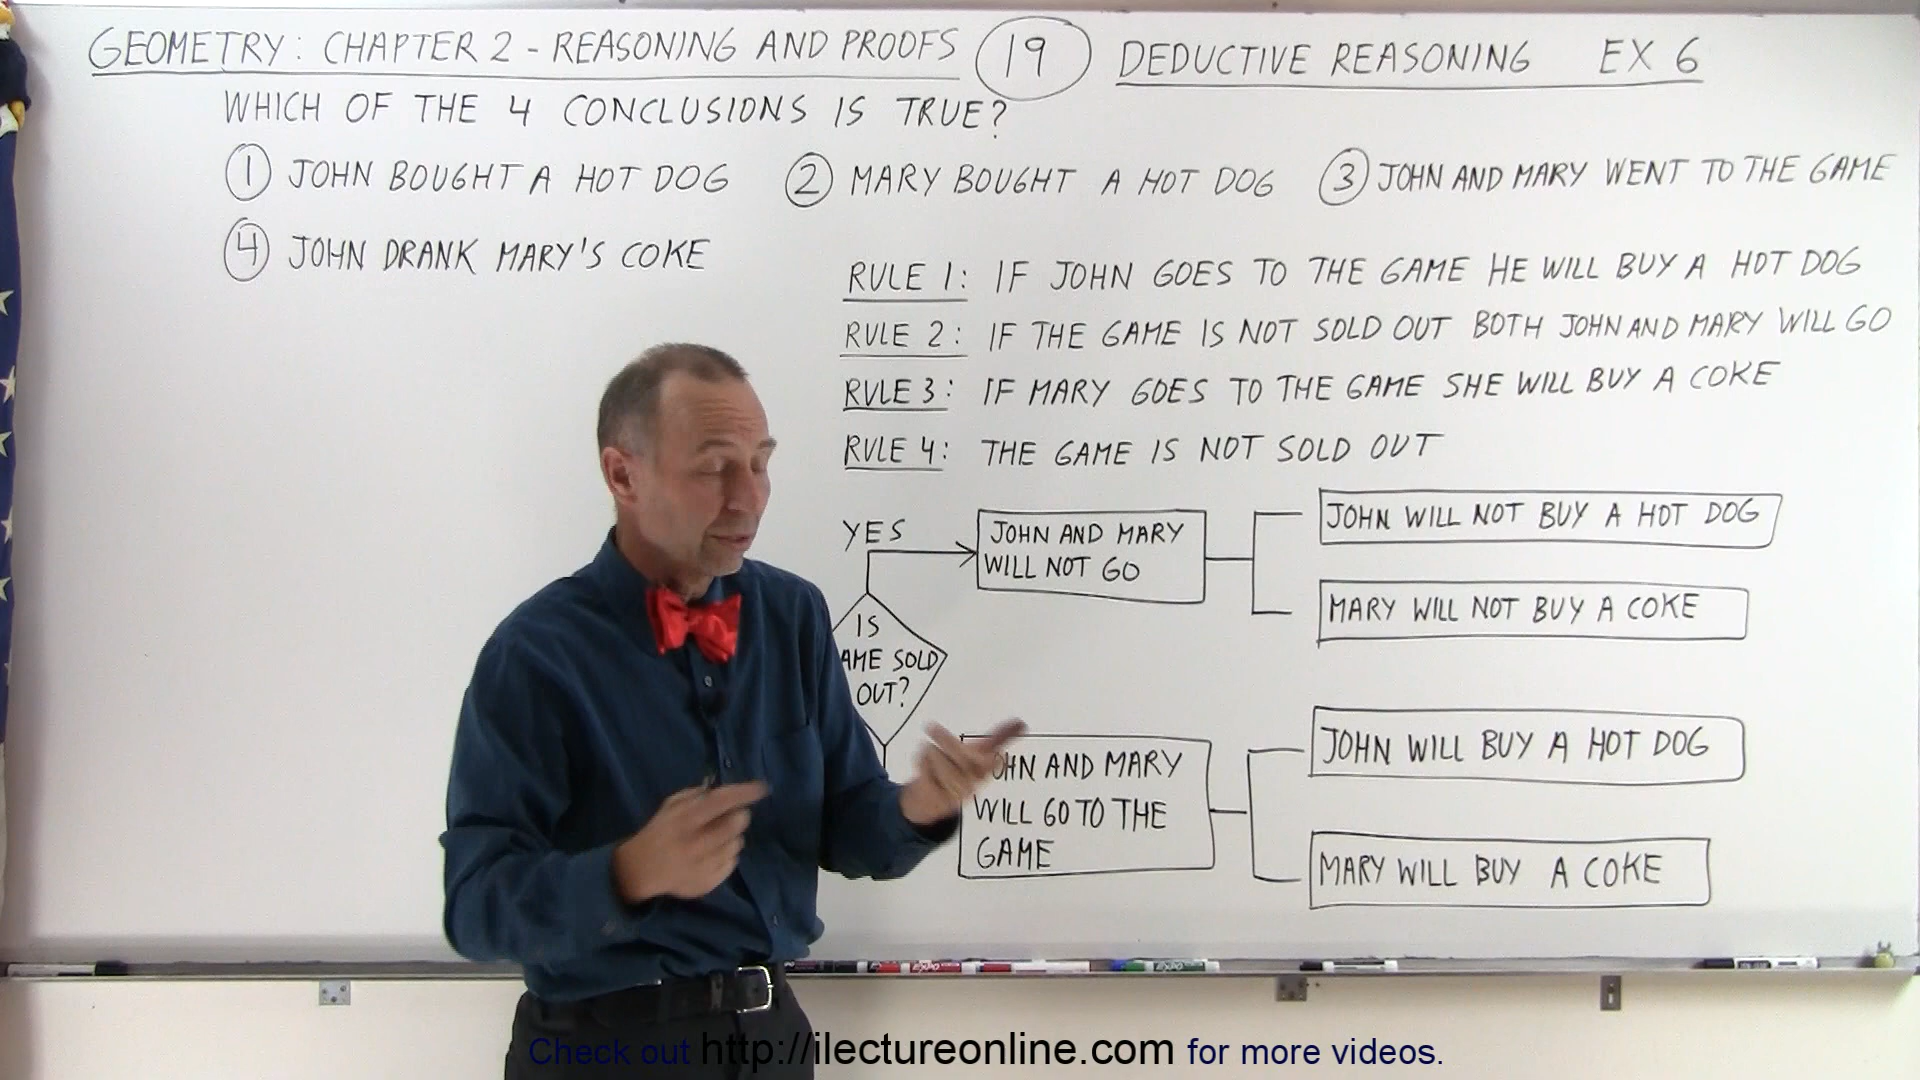 GEOMETRY: CHAPTER 2 - REASONING AND PROOFS 19 DEDUCTIVE REASONING EX 6
WHICH OF THE 4 CONCLUSIONS IS TRUE?
1 JOHN BOUGHT A HOT DOG 2 MARY BOUGHT A HOT DOG 3 JOHN AND MARY WENT TO THE GAME
4 JOHN DRANK MARY'S COKE
RULE 1: IF JOHN GOES TO THE GAME HE WILL BUY A HOT DOG
RULE 2: IF THE GAME IS NOT SOLD OUT BOTH JOHN AND MARY WILL GO
RULE 3: IF MARY GOES TO THE GAME SHE WILL BUY A COKE
RULE 4: THE GAME IS NOT SOLD OUT
YES
JOHN AND MARY
WILL NOT GO
JOHN WILL NOT BUY A HOT DOG
MARY WILL NOT BUY A COKE
IS
AME SOLD
OUT?
OHN AND MARY
WILL GO TO THE
GAME
JOHN WILL BUY A HOT DOG
MARY WILL BUY A COKE
Check out http://ilectureonline.com for more videos.